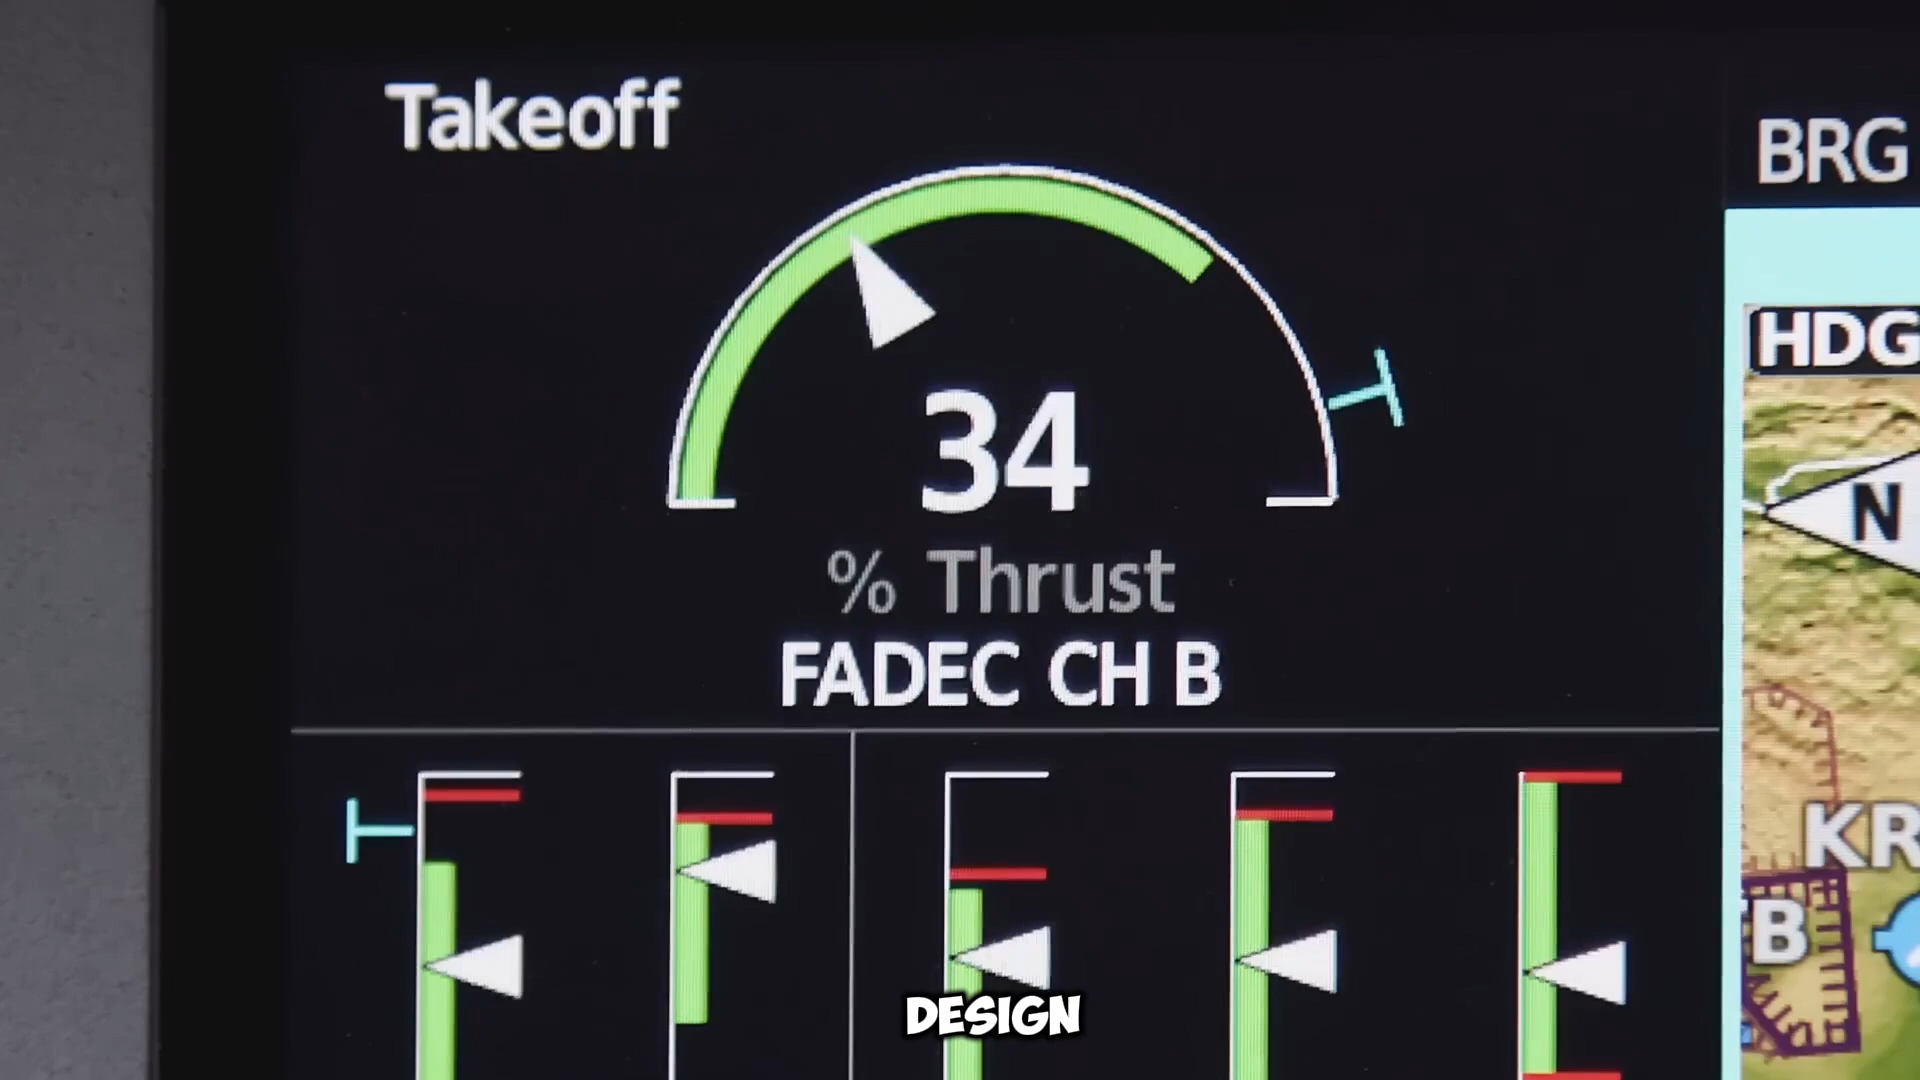 Takeoff
BRG
34
% Thrust
FADEC CH B
HDG
N
KR
B
DESIGN